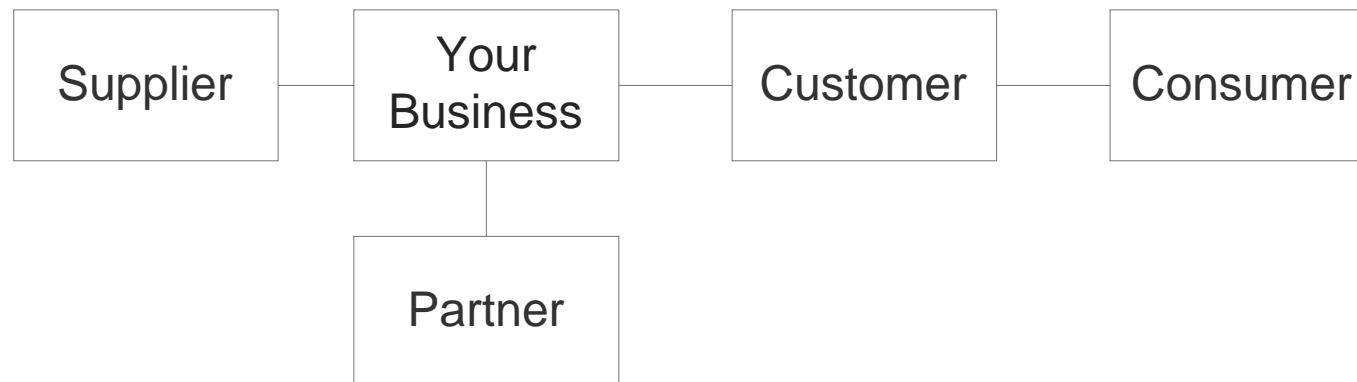 Supplier
Your
Business
Customer
Consumer
Partner